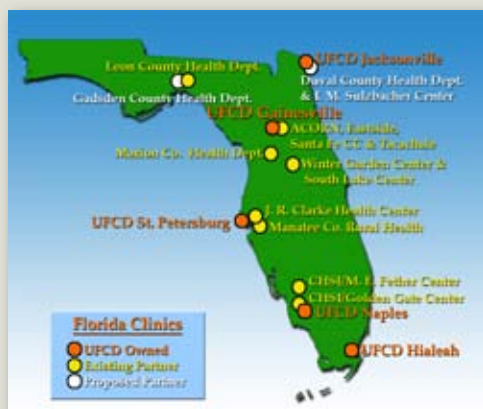 Leon County Health Dept.
Gadsden County Health Dept.
UFCD Jacksonville
Duval County Health Dept.
& I. M. Sulzbacher Center
UFCD Gainesville
ACORN, Eastside,
Santa Fe CC & Tacachale
Marion Co. Health Dept.
Winter Garden Center &
South Lake Center
J. R. Clarke Health Center
UFCD St. Petersburg
Manatee Co. Rural Health
CHSI/M. E. Fether Center
CHSI/Golden Gate Center
UFCD Naples
UFCD Hialeah
Florida Clinics
UFCD Owned
Existing Partner
Proposed Partner